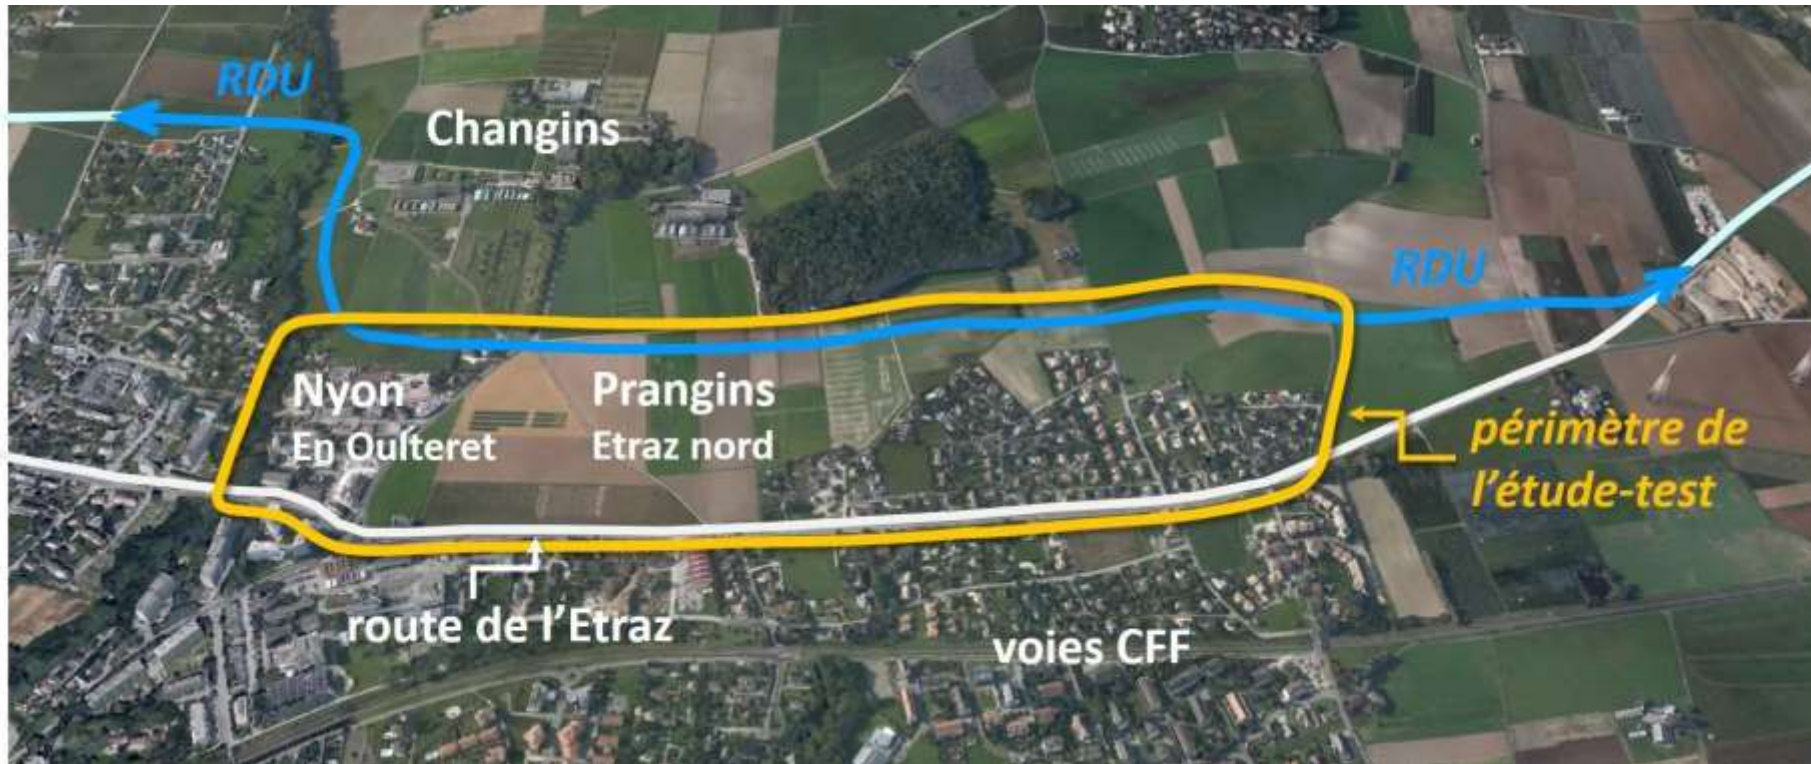 RDU
Changins
RDU
Nyon
En Oulteret
Prangins
Etraz nord
périmètre de
l'étude-test
route de l'Etraz
voies CFF